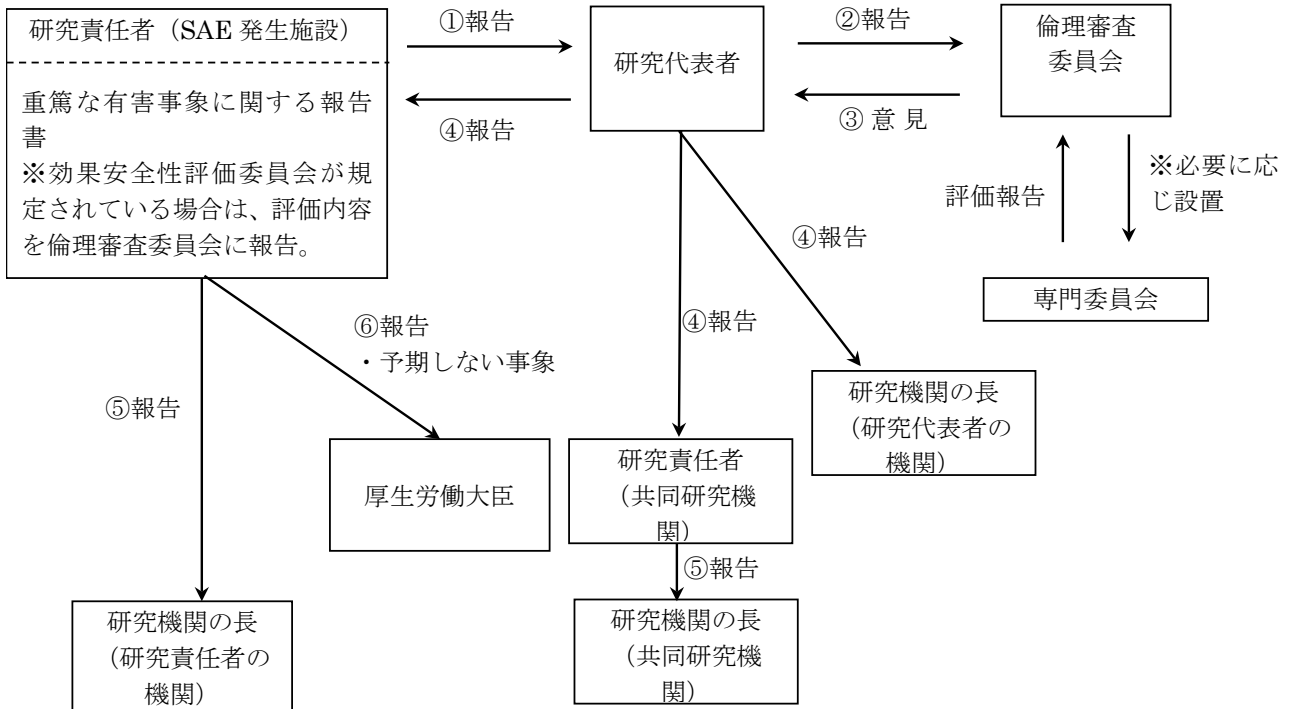 研究責任者（SAE 発生施設）
重篤な有害事象に関する報告
書
※効果安全性評価委員会が規
定されている場合は、評価内容
を倫理審査委員会に報告。
①報告
④報告
研究代表者
②報告
③ 意 見
倫理審査
委員会
評価報告
※必要に応
じ設置
専門委員会
④報告
④報告
⑥報告
・予期しない事象
⑤報告
厚生労働大臣
研究責任者
（共同研究機
関）
研究機関の長
（研究代表者の
機関）
⑤報告
研究機関の長
（研究責任者の
機関）
研究機関の長
（共同研究機
関）